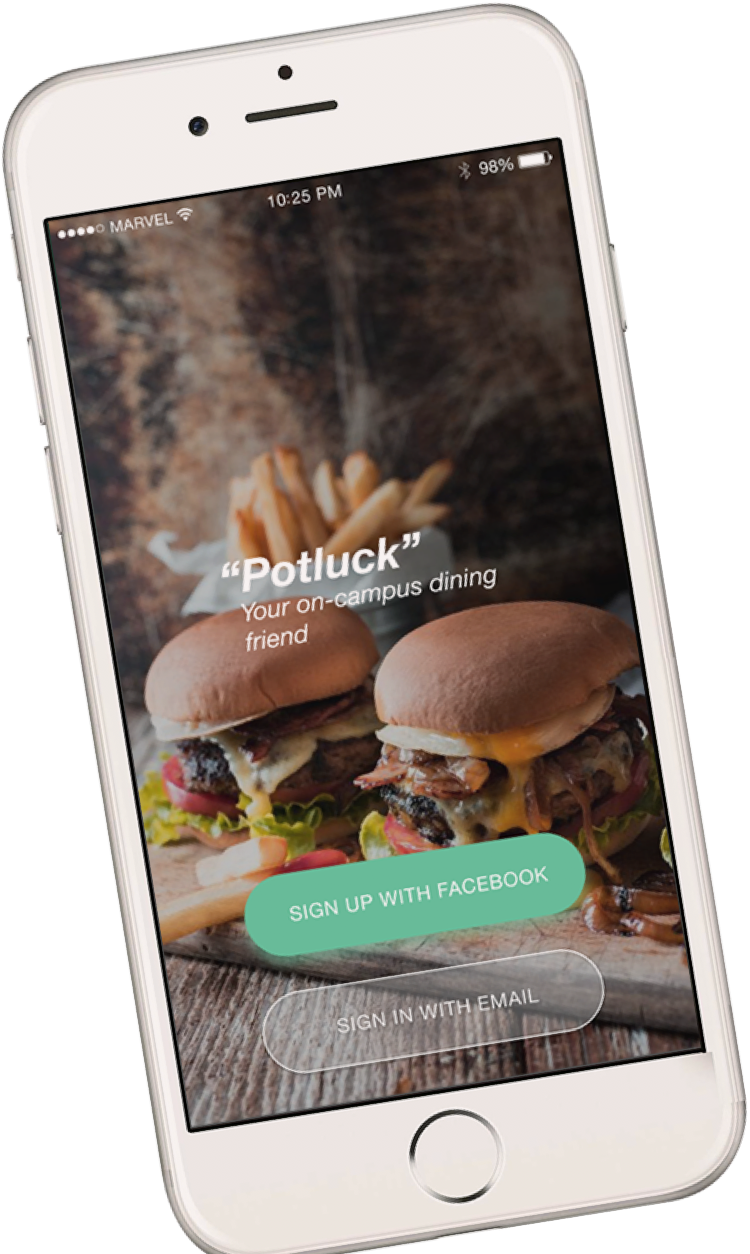 ●●●●○ MARVEL 10:25 PM 98%
“Potluck”
Your on-campus dining
friend
SIGN UP WITH FACEBOOK
SIGN IN WITH EMAIL